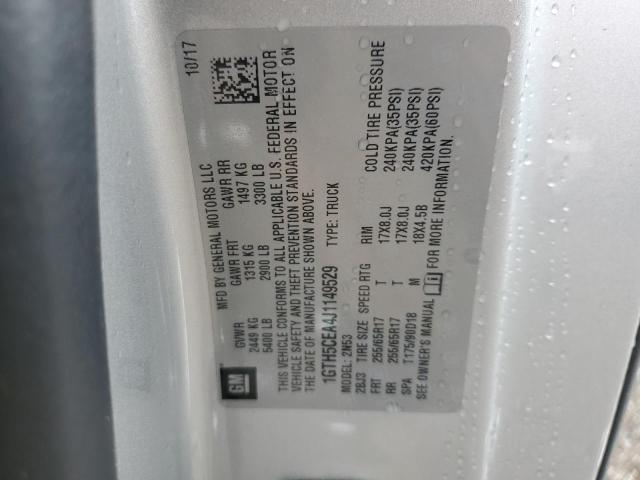 GM
MFD BY GENERAL MOTORS LLC
10/17
GVWR GAWR FRT GAWR RR
2449 KG 1315 KG 1497 KG
5400 LB 2900 LB 3300 LB
THIS VEHICLE CONFORMS TO ALL APPLICABLE U.S. FEDERAL MOTOR
VEHICLE SAFETY AND THEFT PREVENTION STANDARDS IN EFFECT ON
THE DATE OF MANUFACTURE SHOWN ABOVE.
1GTH5CEA4J1149529 TYPE: TRUCK
MODEL: 2N53
2BJ3 TIRE SIZE SPEED RTG RIM COLD TIRE PRESSURE
FRT 255/65R17 T 17X8.0J 240KPA(35PSI)
RR 255/65R17 T 17X8.0J 240KPA(35PSI)
SPA T175/90D18 M 18X4.5B 420KPA(60PSI)
SEE OWNER'S MANUAL i FOR MORE INFORMATION.